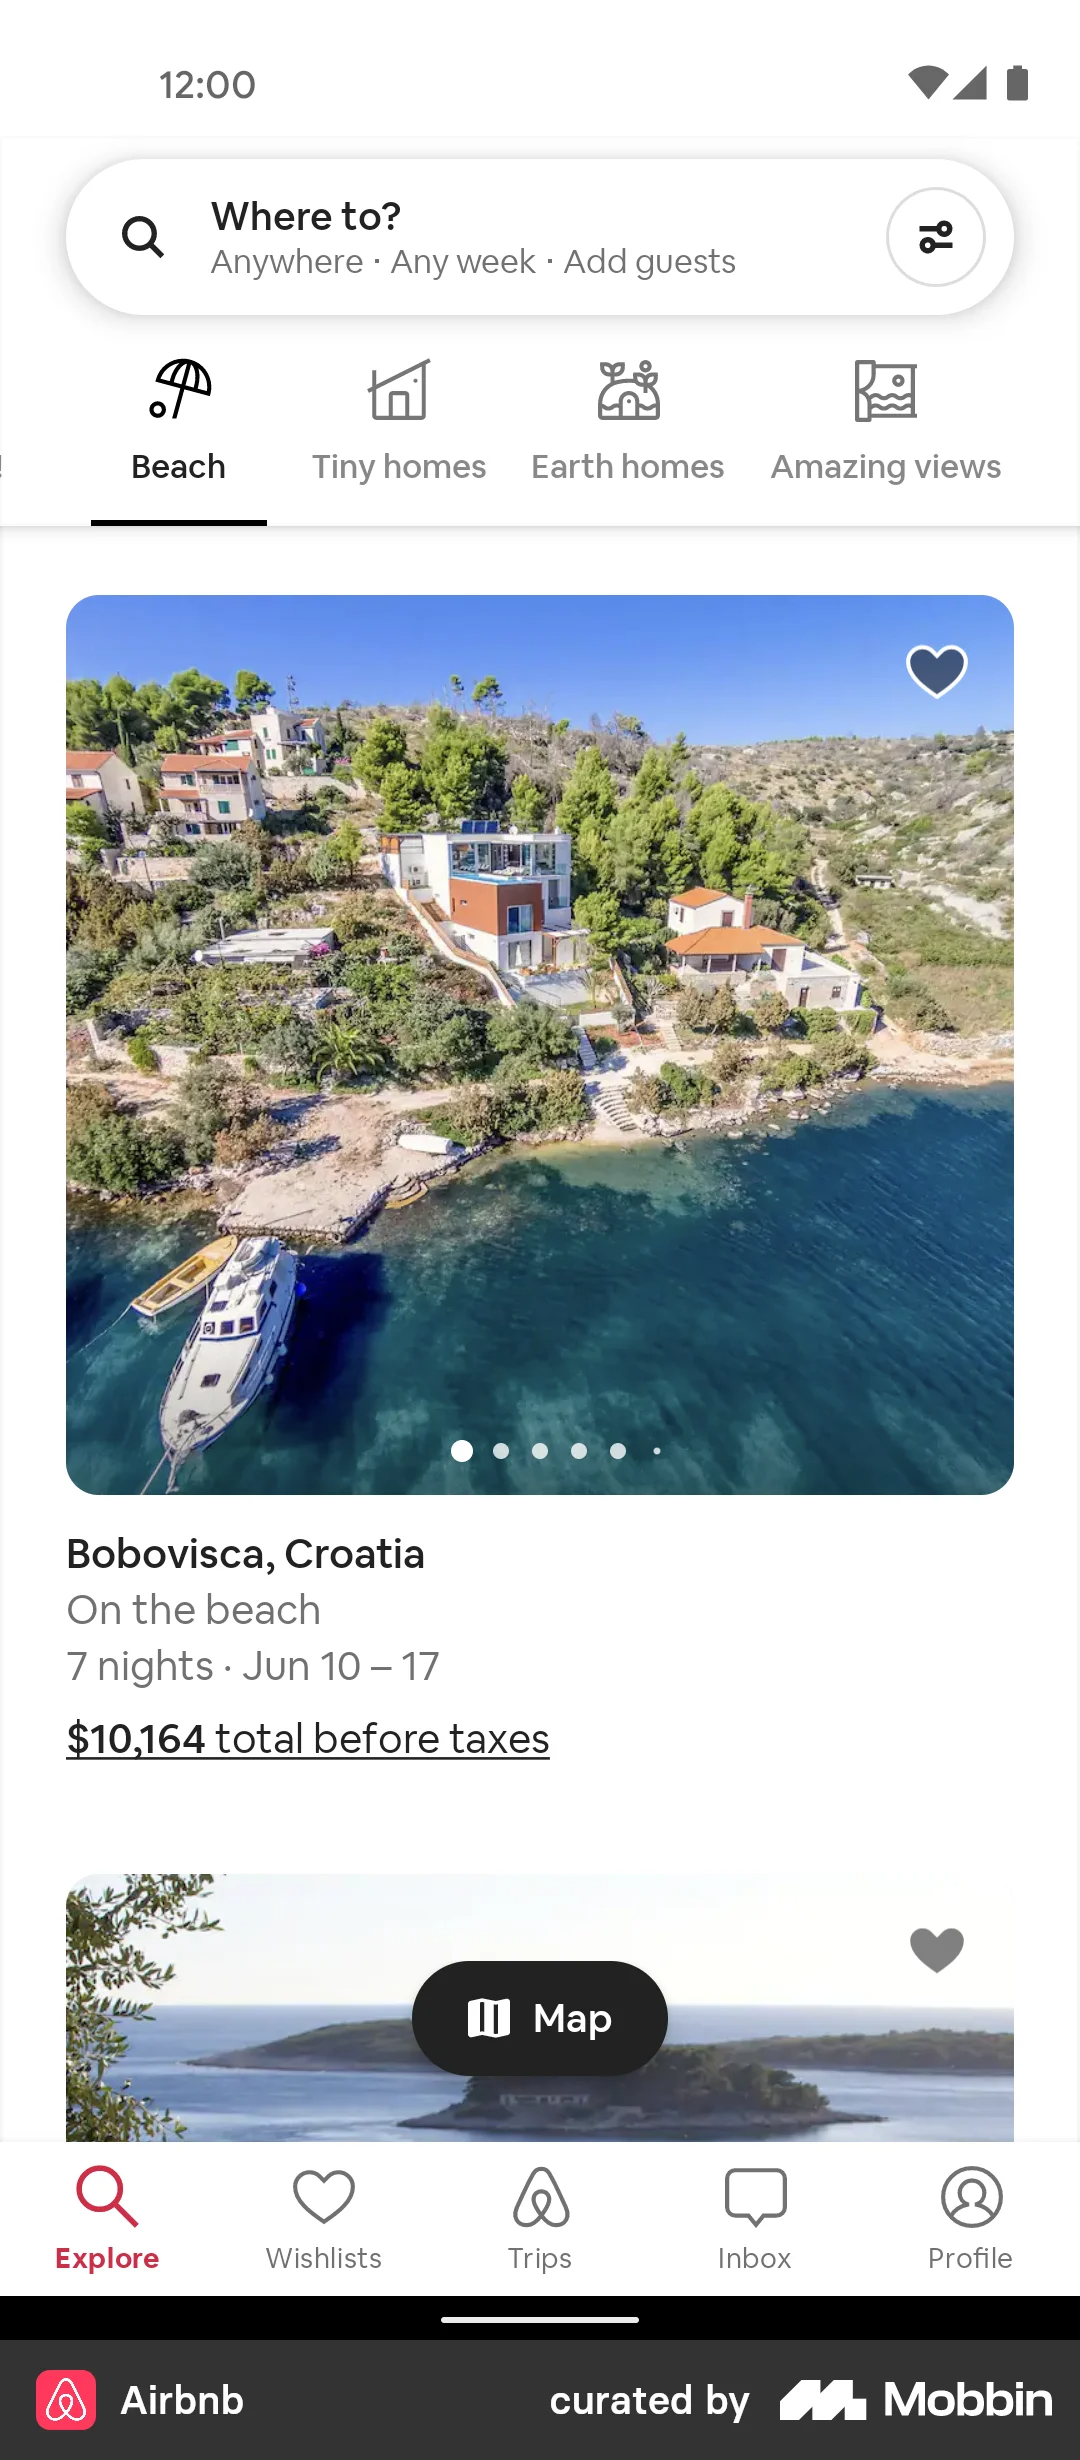 12:00
Where to?
Anywhere · Any week · Add guests
Beach
Tiny homes
Earth homes
Amazing views
Bobovisca, Croatia
On the beach
7 nights · Jun 10 – 17
$10,164 total before taxes
Map
Explore
Wishlists
Trips
Inbox
Profile
Airbnb
curated by
Mobbin